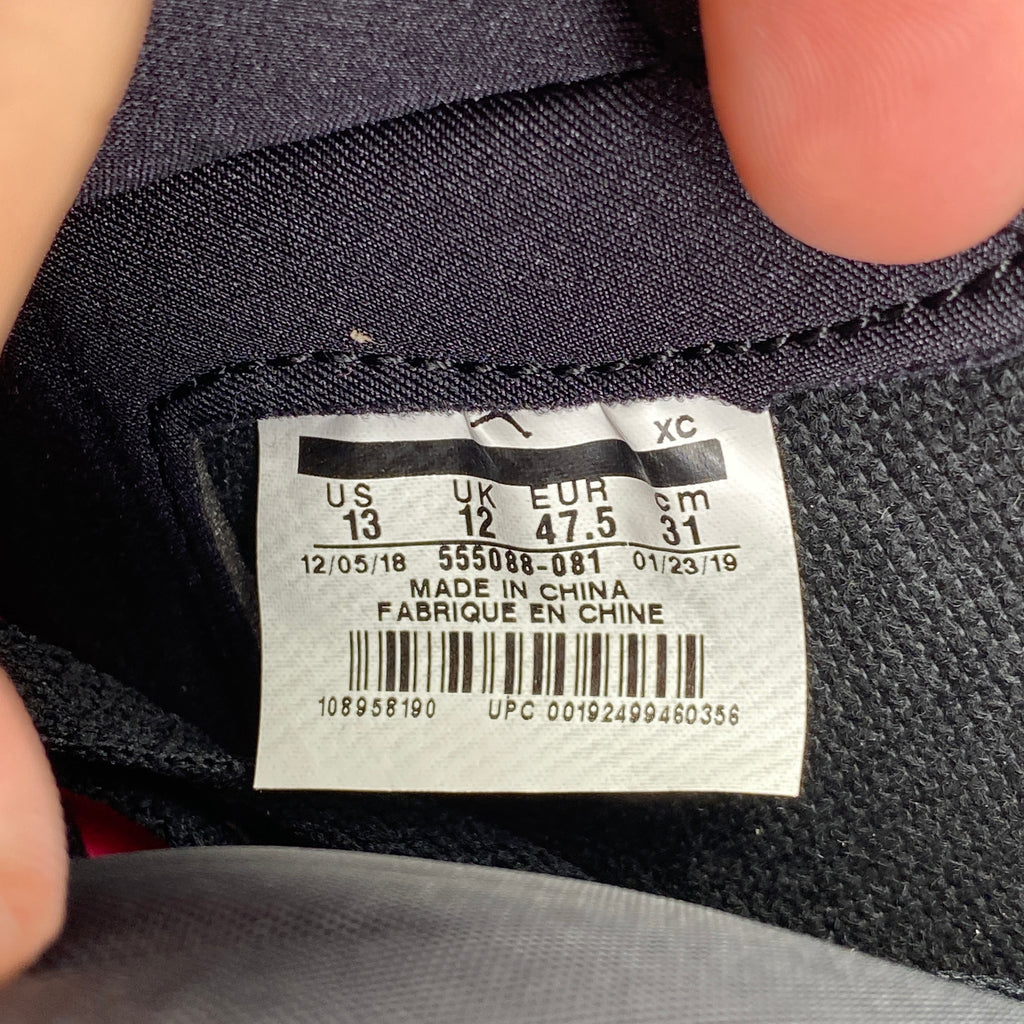 XC
US UK EUR cm
13 12 47.5 31
12/05/18 555088-081 01/23/19
MADE IN CHINA
FABRIQUE EN CHINE
108958190 UPC 00192499460356